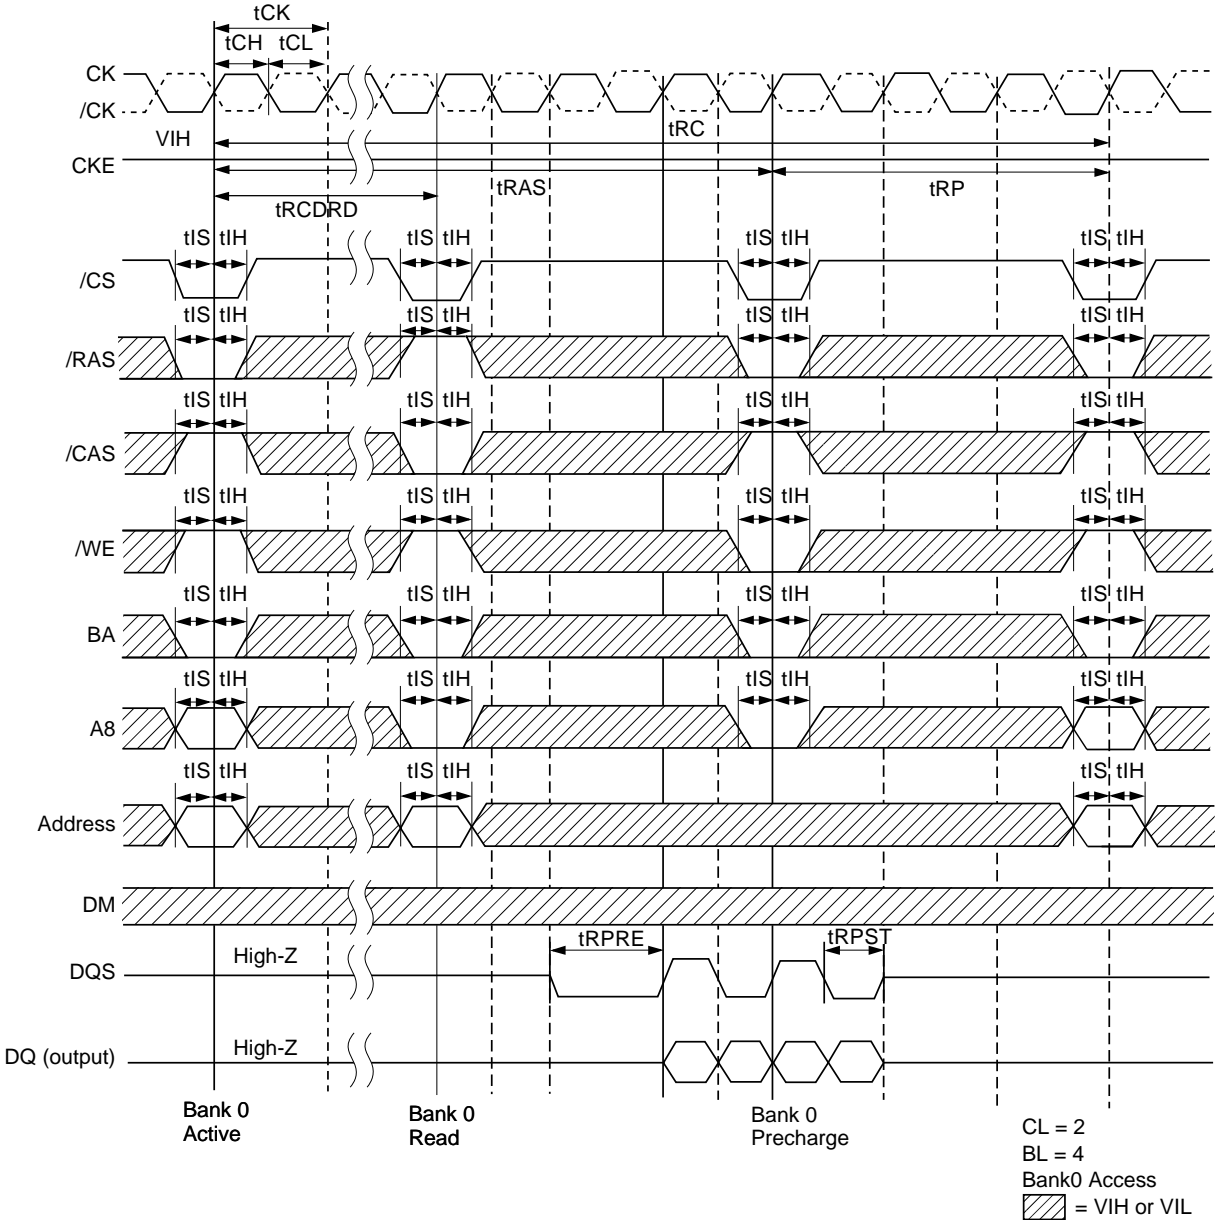 tCK
tCH tCL
CK
/CK
VIH
tRC
CKE
tRAS
tRP
tRCDRD
tIS tIH tIS tIH tIS tIH tIS tIH
/CS
tIS tIH tIS tIH tIS tIH tIS tIH
/RAS
tIS tIH tIS tIH tIS tIH tIS tIH
/CAS
tIS tIH tIS tIH tIS tIH tIS tIH
/WE
tIS tIH tIS tIH tIS tIH tIS tIH
BA
tIS tIH tIS tIH tIS tIH tIS tIH
A8
tIS tIH tIS tIH tIS tIH
Address
DM
tRPRE tRPST
High-Z
DQS
High-Z
DQ (output)
Bank 0 Bank 0 Bank 0
Active Read Precharge
CL = 2
BL = 4
Bank0 Access
= VIH or VIL